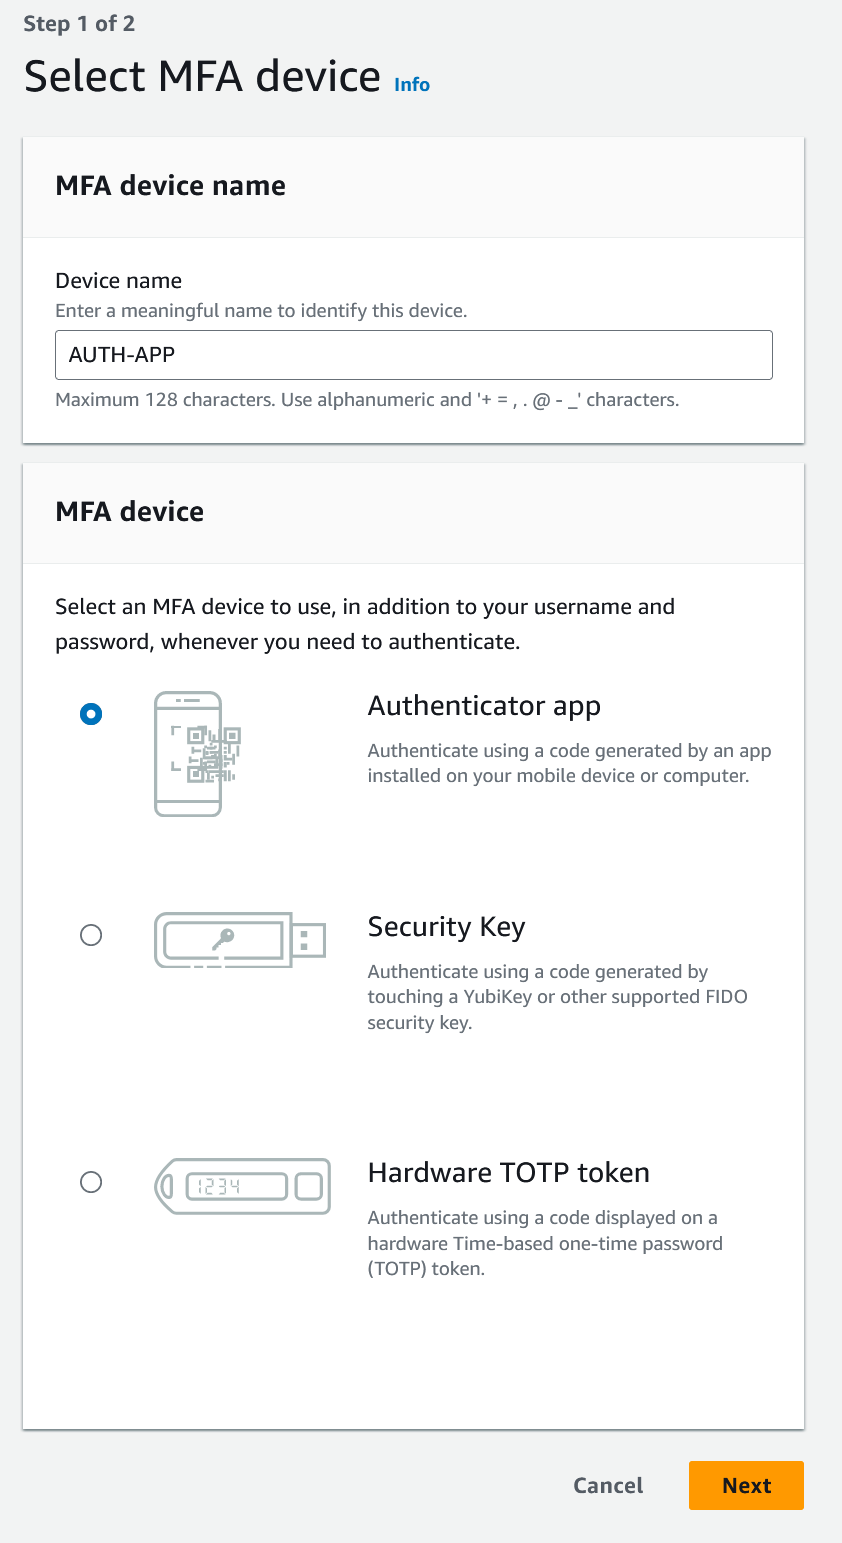 Step 1 of 2
Select MFA device Info
MFA device name
Device name
Enter a meaningful name to identify this device.
AUTH-APP
Maximum 128 characters. Use alphanumeric and '+ = , . @ - _' characters.
MFA device
Select an MFA device to use, in addition to your username and
password, whenever you need to authenticate.
Authenticator app
Authenticate using a code generated by an app
installed on your mobile device or computer.
Security Key
Authenticate using a code generated by
touching a YubiKey or other supported FIDO
security key.
1234
Hardware TOTP token
Authenticate using a code displayed on a
hardware Time-based one-time password
(TOTP) token.
Cancel
Next